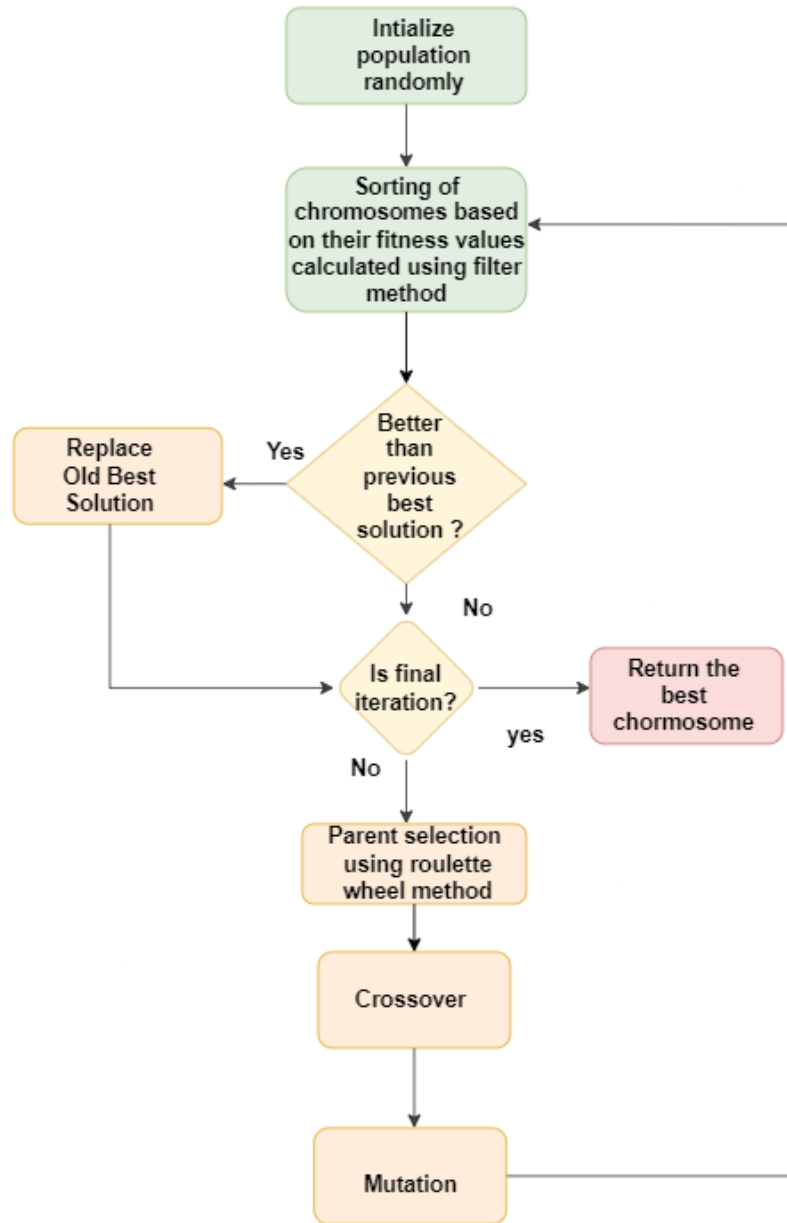 Intialize
population
randomly
Sorting of
chromosomes based
on their fitness values
calculated using filter
method
Better
than
previous
best
solution ?
Yes
Replace
Old Best
Solution
No
Is final
iteration?
yes
Return the
best
chormosome
No
Parent selection
using roulette
wheel method
Crossover
Mutation